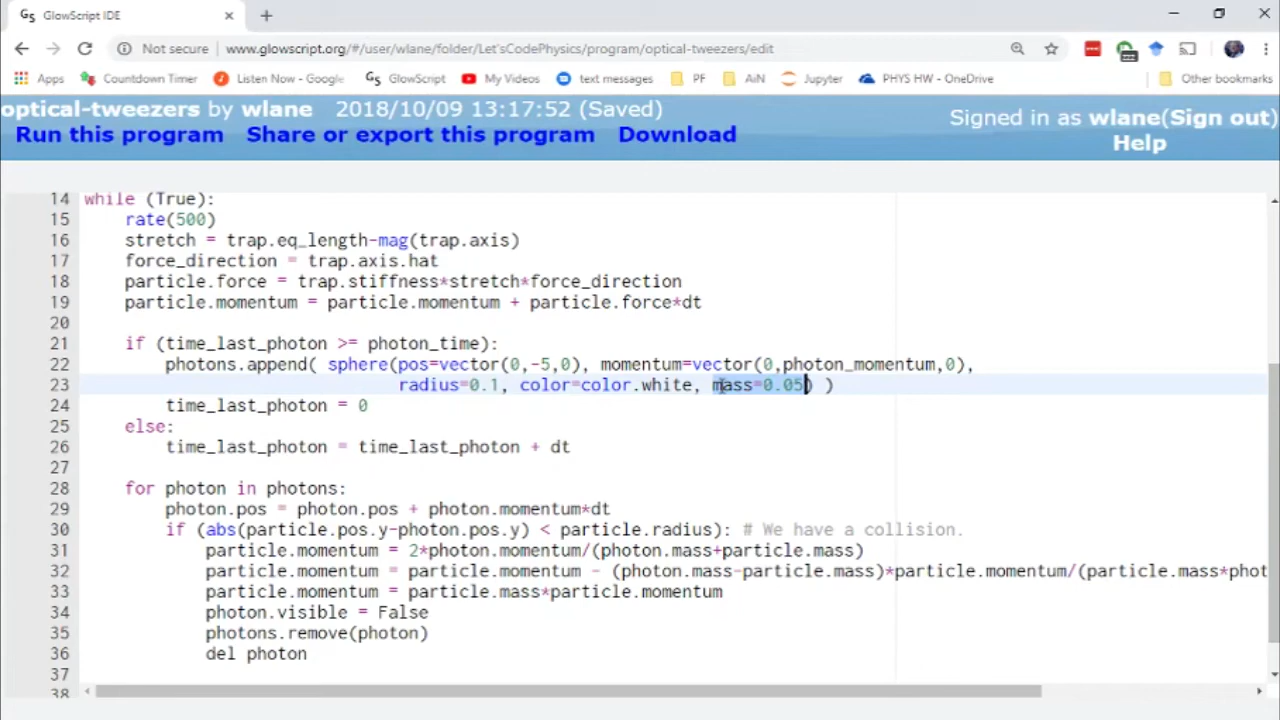 GlowScript IDE
Not secure | www.glowscript.org/#/user/wlane/folder/Let'sCodePhysics/program/optical-tweezers/edit
Apps Countdown Timer Listen Now - Google GlowScript My Videos text messages PF AiN Jupyter PHYS HW - OneDrive Other bookmarks
optical-tweezers by wlane 2018/10/09 13:17:52 (Saved)
Signed in as wlane(Sign out)
Run this program Share or export this program Download
Help
14 while (True):
15 rate(500)
16 stretch = trap.eq_length-mag(trap.axis)
17 force_direction = trap.axis.hat
18 particle.force = trap.stiffness*stretch*force_direction
19 particle.momentum = particle.momentum + particle.force*dt
20
21 if (time_last_photon >= photon_time):
22 photons.append( sphere(pos=vector(0,-5,0), momentum=vector(0,photon_momentum,0),
23 radius=0.1, color=color.white, mass=0.05) )
24 time_last_photon = 0
25 else:
26 time_last_photon = time_last_photon + dt
27
28 for photon in photons:
29 photon.pos = photon.pos + photon.momentum*dt
30 if (abs(particle.pos.y-photon.pos.y) < particle.radius): # We have a collision.
31 particle.momentum = 2*photon.momentum/(photon.mass+particle.mass)
32 particle.momentum = particle.momentum - (photon.mass-particle.mass)*particle.momentum/(particle.mass*phot
33 particle.momentum = particle.mass*particle.momentum
34 photon.visible = False
35 photons.remove(photon)
36 del photon
37
38